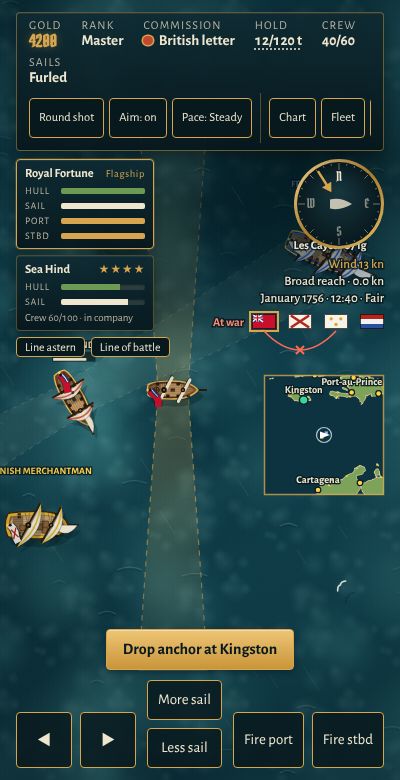 GOLD RANK COMMISSION HOLD CREW
4200 Master British letter 12/120 t 40/60
SAILS
Furled
Round shot Aim: on Pace: Steady Chart Fleet
Royal Fortune Flagship
HULL
SAIL
PORT
STBD
N
W E
S
Les Cayes
Sea Hind ★★★★
HULL
SAIL
Crew 60/100 · in company
Wind 13 kn
Broad reach · 0.0 kn
January 1756 · 12:40 · Fair
At war
Line astern Line of battle
Port-au-Prince
Kingston
Cartagena
NISH MERCHANTMAN
Drop anchor at Kingston
More sail
◀ ▶ Less sail Fire port Fire stbd